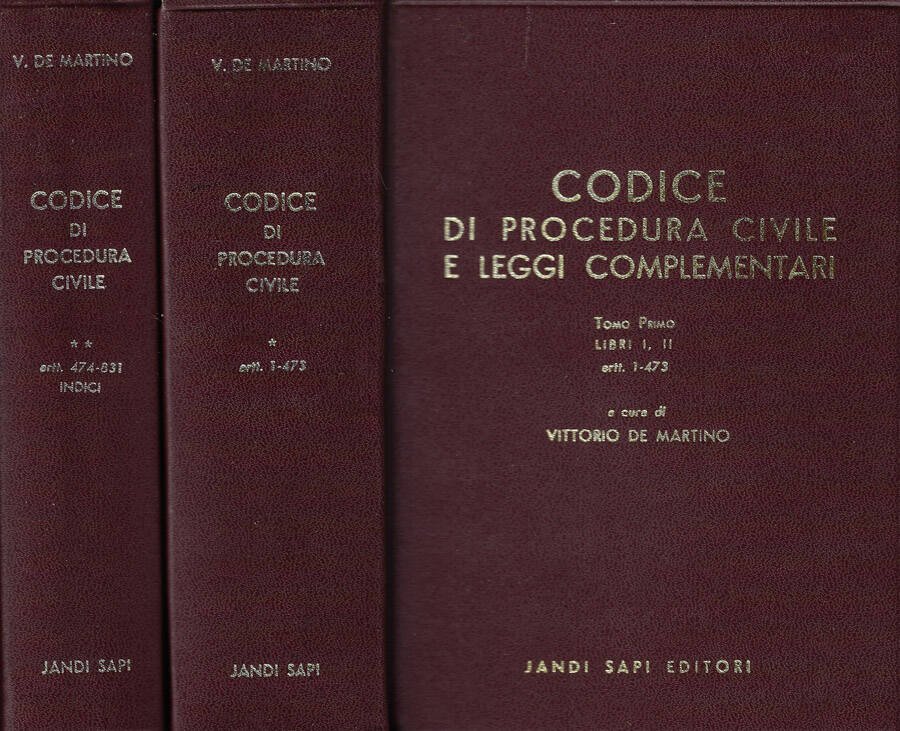 V. DE MARTINO
CODICE
DI
PROCEDURA
CIVILE
* *
artt. 474-831
INDICI
JANDI SAPI
V. DE MARTINO
CODICE
DI
PROCEDURA
CIVILE
*
artt. 1-473
JANDI SAPI
CODICE
DI PROCEDURA CIVILE
E LEGGI COMPLEMENTARI
TOMO PRIMO
LIBRI I, II
artt. 1-473
a cura di
VITTORIO DE MARTINO
JANDI SAPI EDITORI